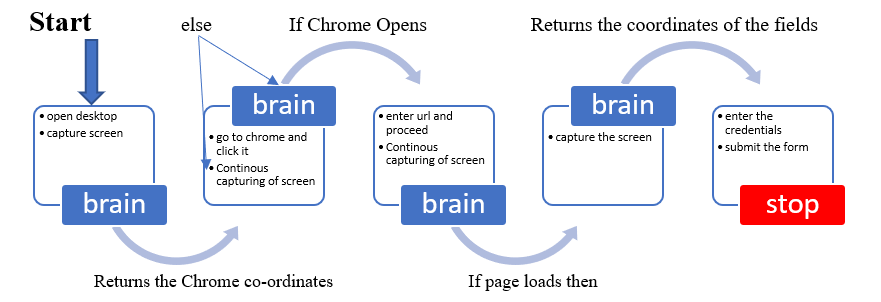 Start
else
If Chrome Opens
Returns the coordinates of the fields
• open desktop
• capture screen
brain
brain
• go to chrome and
click it
• Continous
capturing of screen
• enter url and
proceed
• Continous
capturing of screen
brain
brain
• capture the screen
• enter the
credentials
• submit the form
stop
Returns the Chrome co-ordinates
If page loads then